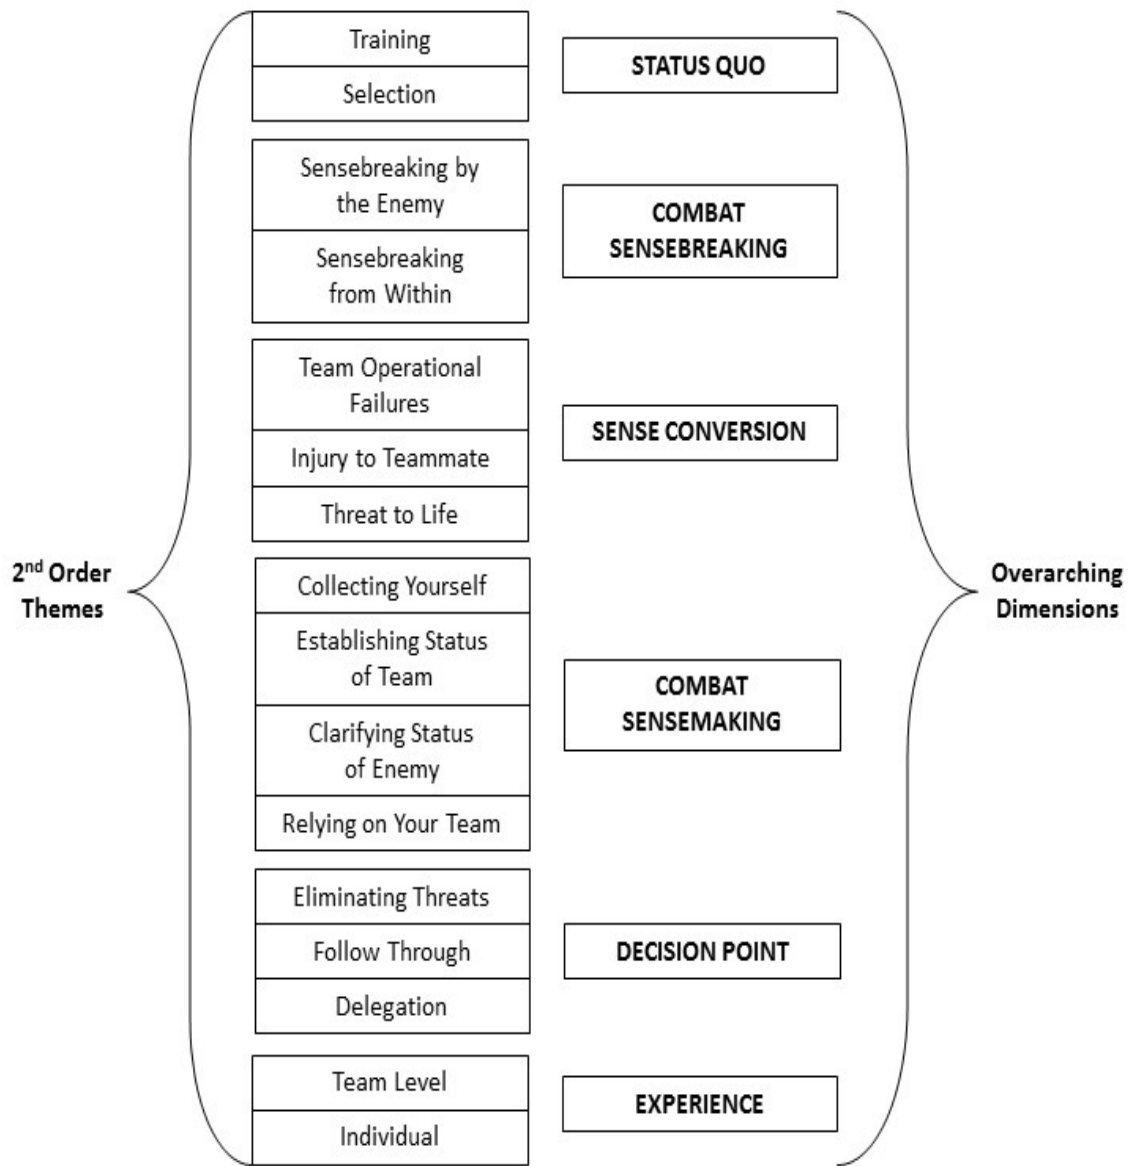 Training
Selection
STATUS QUO
Sensebreaking by
the Enemy
Sensebreaking
from Within
COMBAT
SENSEBREAKING
Team Operational
Failures
Injury to Teammate
Threat to Life
SENSE CONVERSION
2nd Order
Themes
Overarching
Dimensions
Collecting Yourself
Establishing Status
of Team
Clarifying Status
of Enemy
Relying on Your Team
COMBAT
SENSEMAKING
Eliminating Threats
Follow Through
Delegation
DECISION POINT
Team Level
Individual
EXPERIENCE